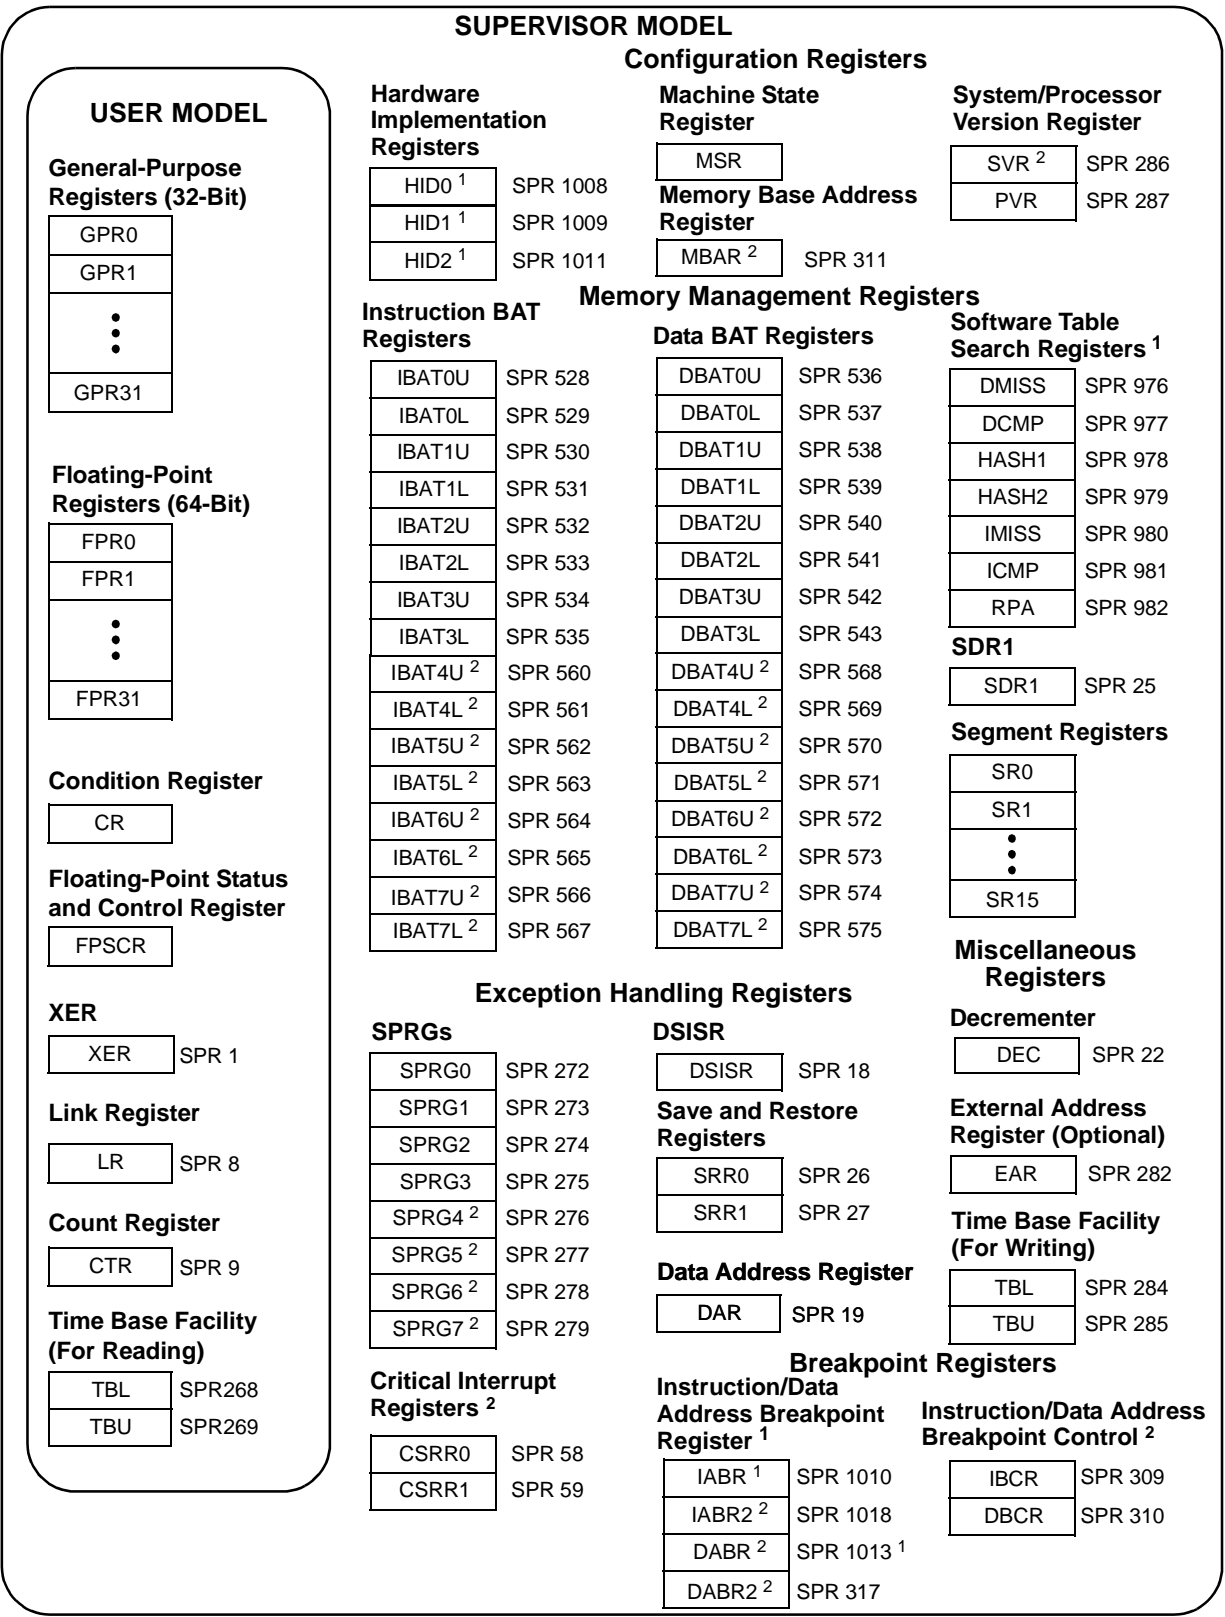 SUPERVISOR MODEL
USER MODEL
General-Purpose
Registers (32-Bit)
GPR0
GPR1
GPR31
Floating-Point
Registers (64-Bit)
FPR0
FPR1
FPR31
Condition Register
CR
Floating-Point Status
and Control Register
FPSCR
XER
XER SPR 1
Link Register
LR SPR 8
Count Register
CTR SPR 9
Time Base Facility
(For Reading)
TBL SPR268
TBU SPR269
Configuration Registers
Hardware
Implementation
Registers
HID0 1 SPR 1008
HID1 1 SPR 1009
HID2 1 SPR 1011
Machine State
Register
MSR
Memory Base Address
Register
MBAR 2 SPR 311
System/Processor
Version Register
SVR 2 SPR 286
PVR SPR 287
Memory Management Registers
Instruction BAT
Registers
IBAT0U SPR 528
IBAT0L SPR 529
IBAT1U SPR 530
IBAT1L SPR 531
IBAT2U SPR 532
IBAT2L SPR 533
IBAT3U SPR 534
IBAT3L SPR 535
IBAT4U 2 SPR 560
IBAT4L 2 SPR 561
IBAT5U 2 SPR 562
IBAT5L 2 SPR 563
IBAT6U 2 SPR 564
IBAT6L 2 SPR 565
IBAT7U 2 SPR 566
IBAT7L 2 SPR 567
Data BAT Registers
DBAT0U SPR 536
DBAT0L SPR 537
DBAT1U SPR 538
DBAT1L SPR 539
DBAT2U SPR 540
DBAT2L SPR 541
DBAT3U SPR 542
DBAT3L SPR 543
DBAT4U 2 SPR 568
DBAT4L 2 SPR 569
DBAT5U 2 SPR 570
DBAT5L 2 SPR 571
DBAT6U 2 SPR 572
DBAT6L 2 SPR 573
DBAT7U 2 SPR 574
DBAT7L 2 SPR 575
Software Table
Search Registers 1
DMISS SPR 976
DCMP SPR 977
HASH1 SPR 978
HASH2 SPR 979
IMISS SPR 980
ICMP SPR 981
RPA SPR 982
SDR1
SDR1 SPR 25
Segment Registers
SR0
SR1
SR15
Exception Handling Registers
SPRGs
SPRG0 SPR 272
SPRG1 SPR 273
SPRG2 SPR 274
SPRG3 SPR 275
SPRG4 2 SPR 276
SPRG5 2 SPR 277
SPRG6 2 SPR 278
SPRG7 2 SPR 279
Critical Interrupt
Registers 2
CSRR0 SPR 58
CSRR1 SPR 59
DSISR
DSISR SPR 18
Save and Restore
Registers
SRR0 SPR 26
SRR1 SPR 27
Data Address Register
DAR SPR 19
Miscellaneous
Registers
Decrementer
DEC SPR 22
External Address
Register (Optional)
EAR SPR 282
Time Base Facility
(For Writing)
TBL SPR 284
TBU SPR 285
Breakpoint Registers
Instruction/Data
Address Breakpoint
Register 1
IABR 1 SPR 1010
IABR2 2 SPR 1018
DABR 2 SPR 1013 1
DABR2 2 SPR 317
Instruction/Data Address
Breakpoint Control 2
IBCR SPR 309
DBCR SPR 310